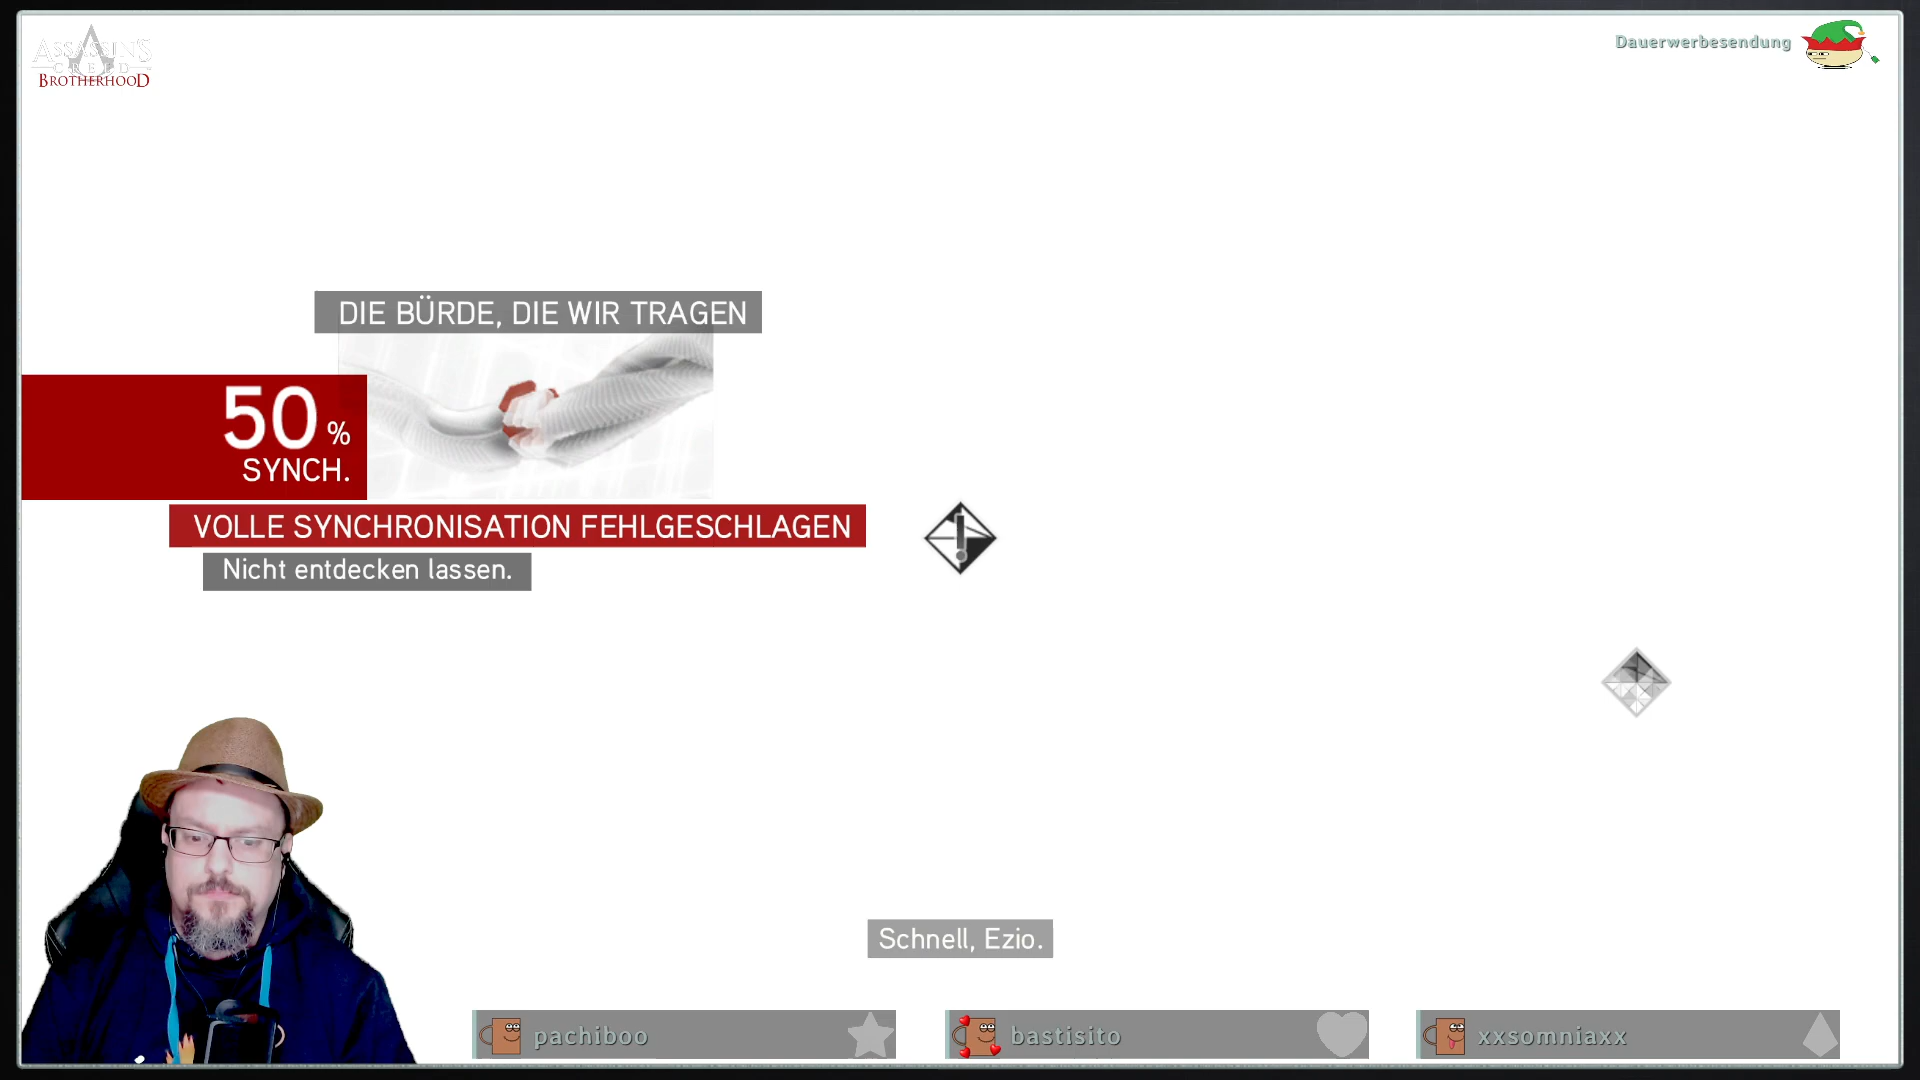 ASSASSIN'S
CREED
BROTHERHOOD
Dauerwerbesendung
DIE BÜRDE, DIE WIR TRAGEN
50 %
SYNCH.
VOLLE SYNCHRONISATION FEHLGESCHLAGEN
Nicht entdecken lassen.
Schnell, Ezio.
pachiboo
bastisito
xxsomniaxx